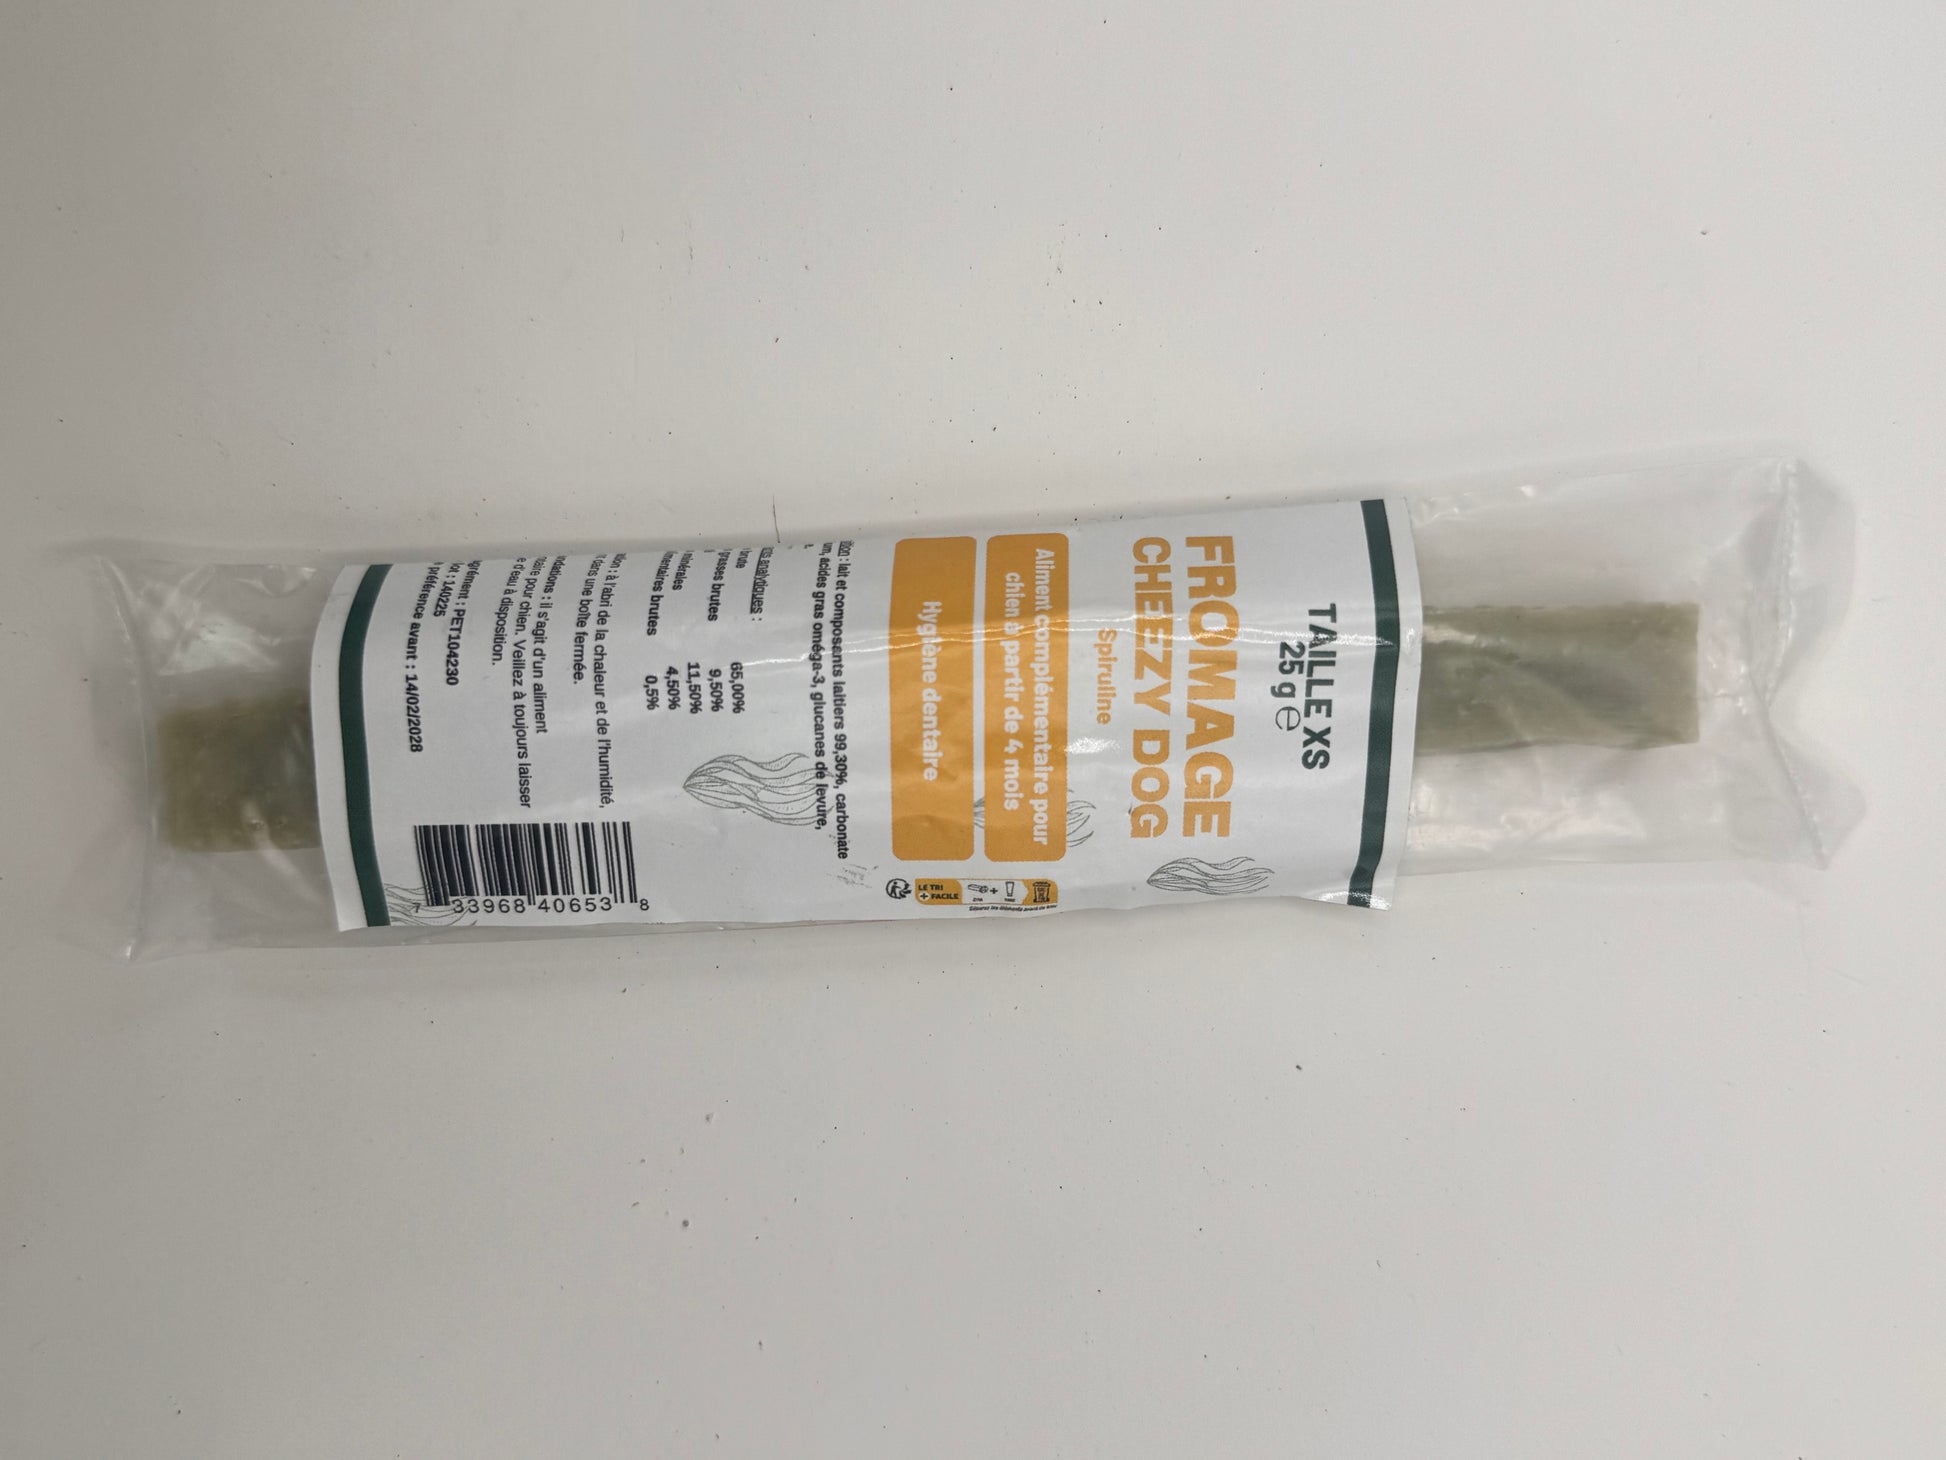 TAILLE XS
25 g ℮
FROMAGE
CHEEZY DOG
Spiruline
Aliment complémentaire pour
chien à partir de 4 mois
Hygiène dentaire
LE TRI
+ FACILE
: lait et composants laitiers 99,30%, carbonate
acides gras oméga-3, glucanes de levure,
analytiques :
65,00%
grasses brutes 9,50%
11,50%
brutes 4,50%
0,5%
: à l'abri de la chaleur et de l'humidité,
dans une boîte fermée.
: il s'agit d'un aliment
pour chien. Veillez à toujours laisser
d'eau à disposition.
: PET104230
: 140225
préférence avant : 14/02/2028
7 33968 40653 8